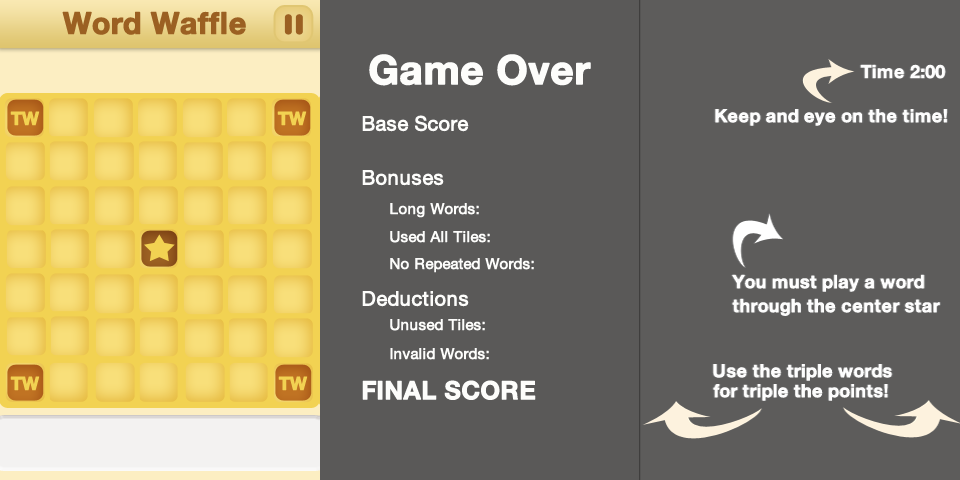 Word Waffle
TW
TW
TW
TW
Game Over
Base Score
Bonuses
Long Words:
Used All Tiles:
No Repeated Words:
Deductions
Unused Tiles:
Invalid Words:
FINAL SCORE
Time 2:00
Keep and eye on the time!
You must play a word
through the center star
Use the triple words
for triple the points!